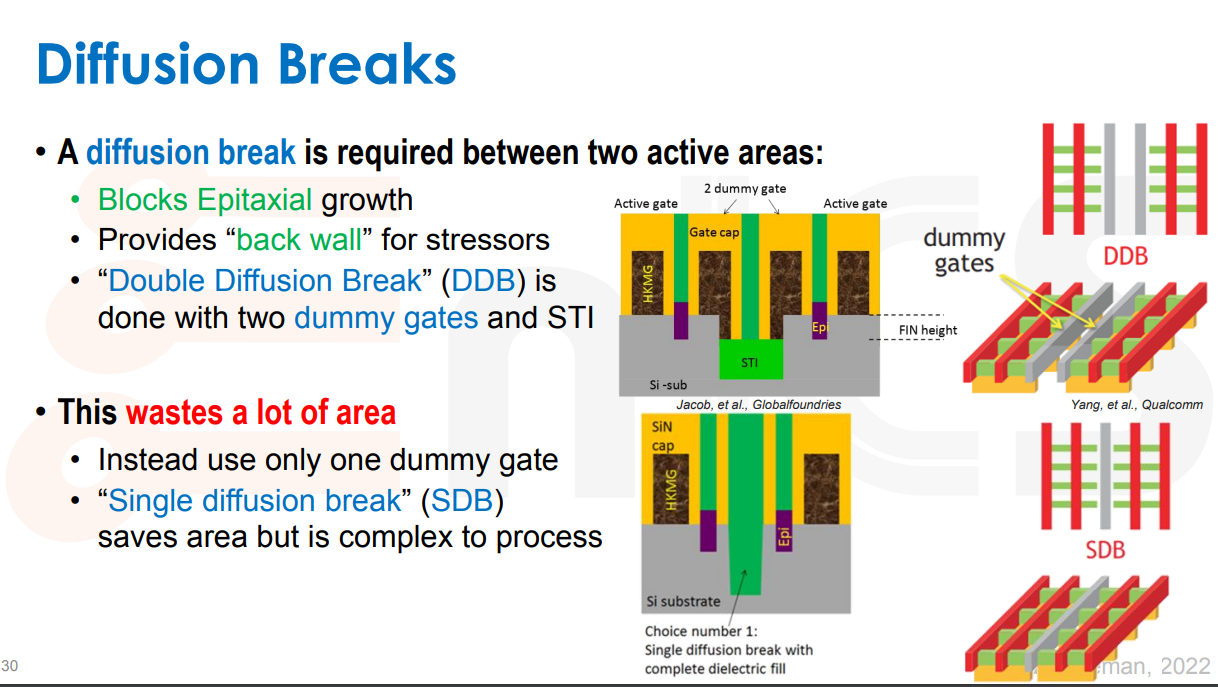 Diffusion Breaks
• A diffusion break is required between two active areas:
• Blocks Epitaxial growth
• Provides “back wall” for stressors
• “Double Diffusion Break” (DDB) is
done with two dummy gates and STI
• This wastes a lot of area
• Instead use only one dummy gate
• “Single diffusion break” (SDB)
saves area but is complex to process
2 dummy gate
Active gate
Active gate
Gate cap
HKMG
Epi
FIN height
STI
Si -sub
Jacob, et al., Globalfoundries
SiN
cap
HKMG
Epi
Si substrate
Choice number 1:
Single diffusion break with
complete dielectric fill
DDB
dummy
gates
Yang, et al., Qualcomm
SDB
30
eman, 2022